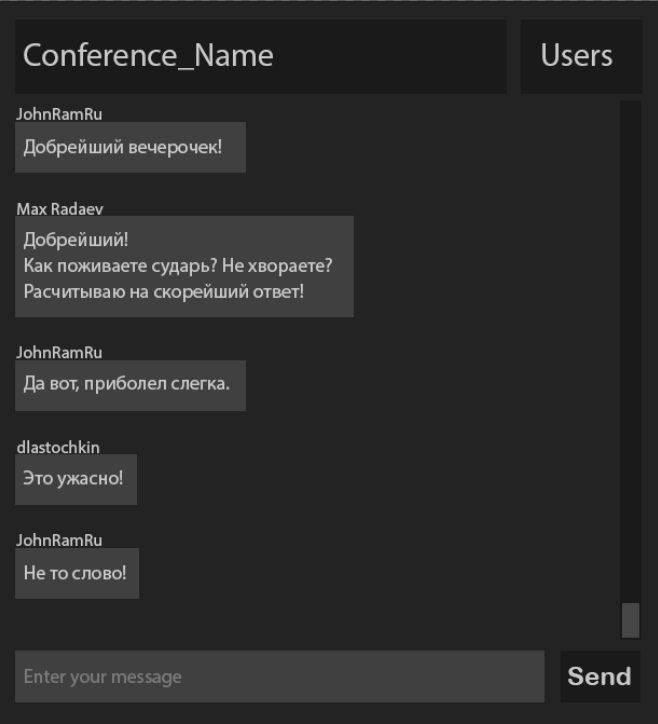 Conference_Name
Users
JohnRamRu
Добрейший вечерочек!
Max Radaev
Добрейший!
Как поживаете сударь? Не хвораете?
Расчитываю на скорейший ответ!
JohnRamRu
Да вот, приболел слегка.
dlastochkin
Это ужасно!
JohnRamRu
Не то слово!
Enter your message
Send